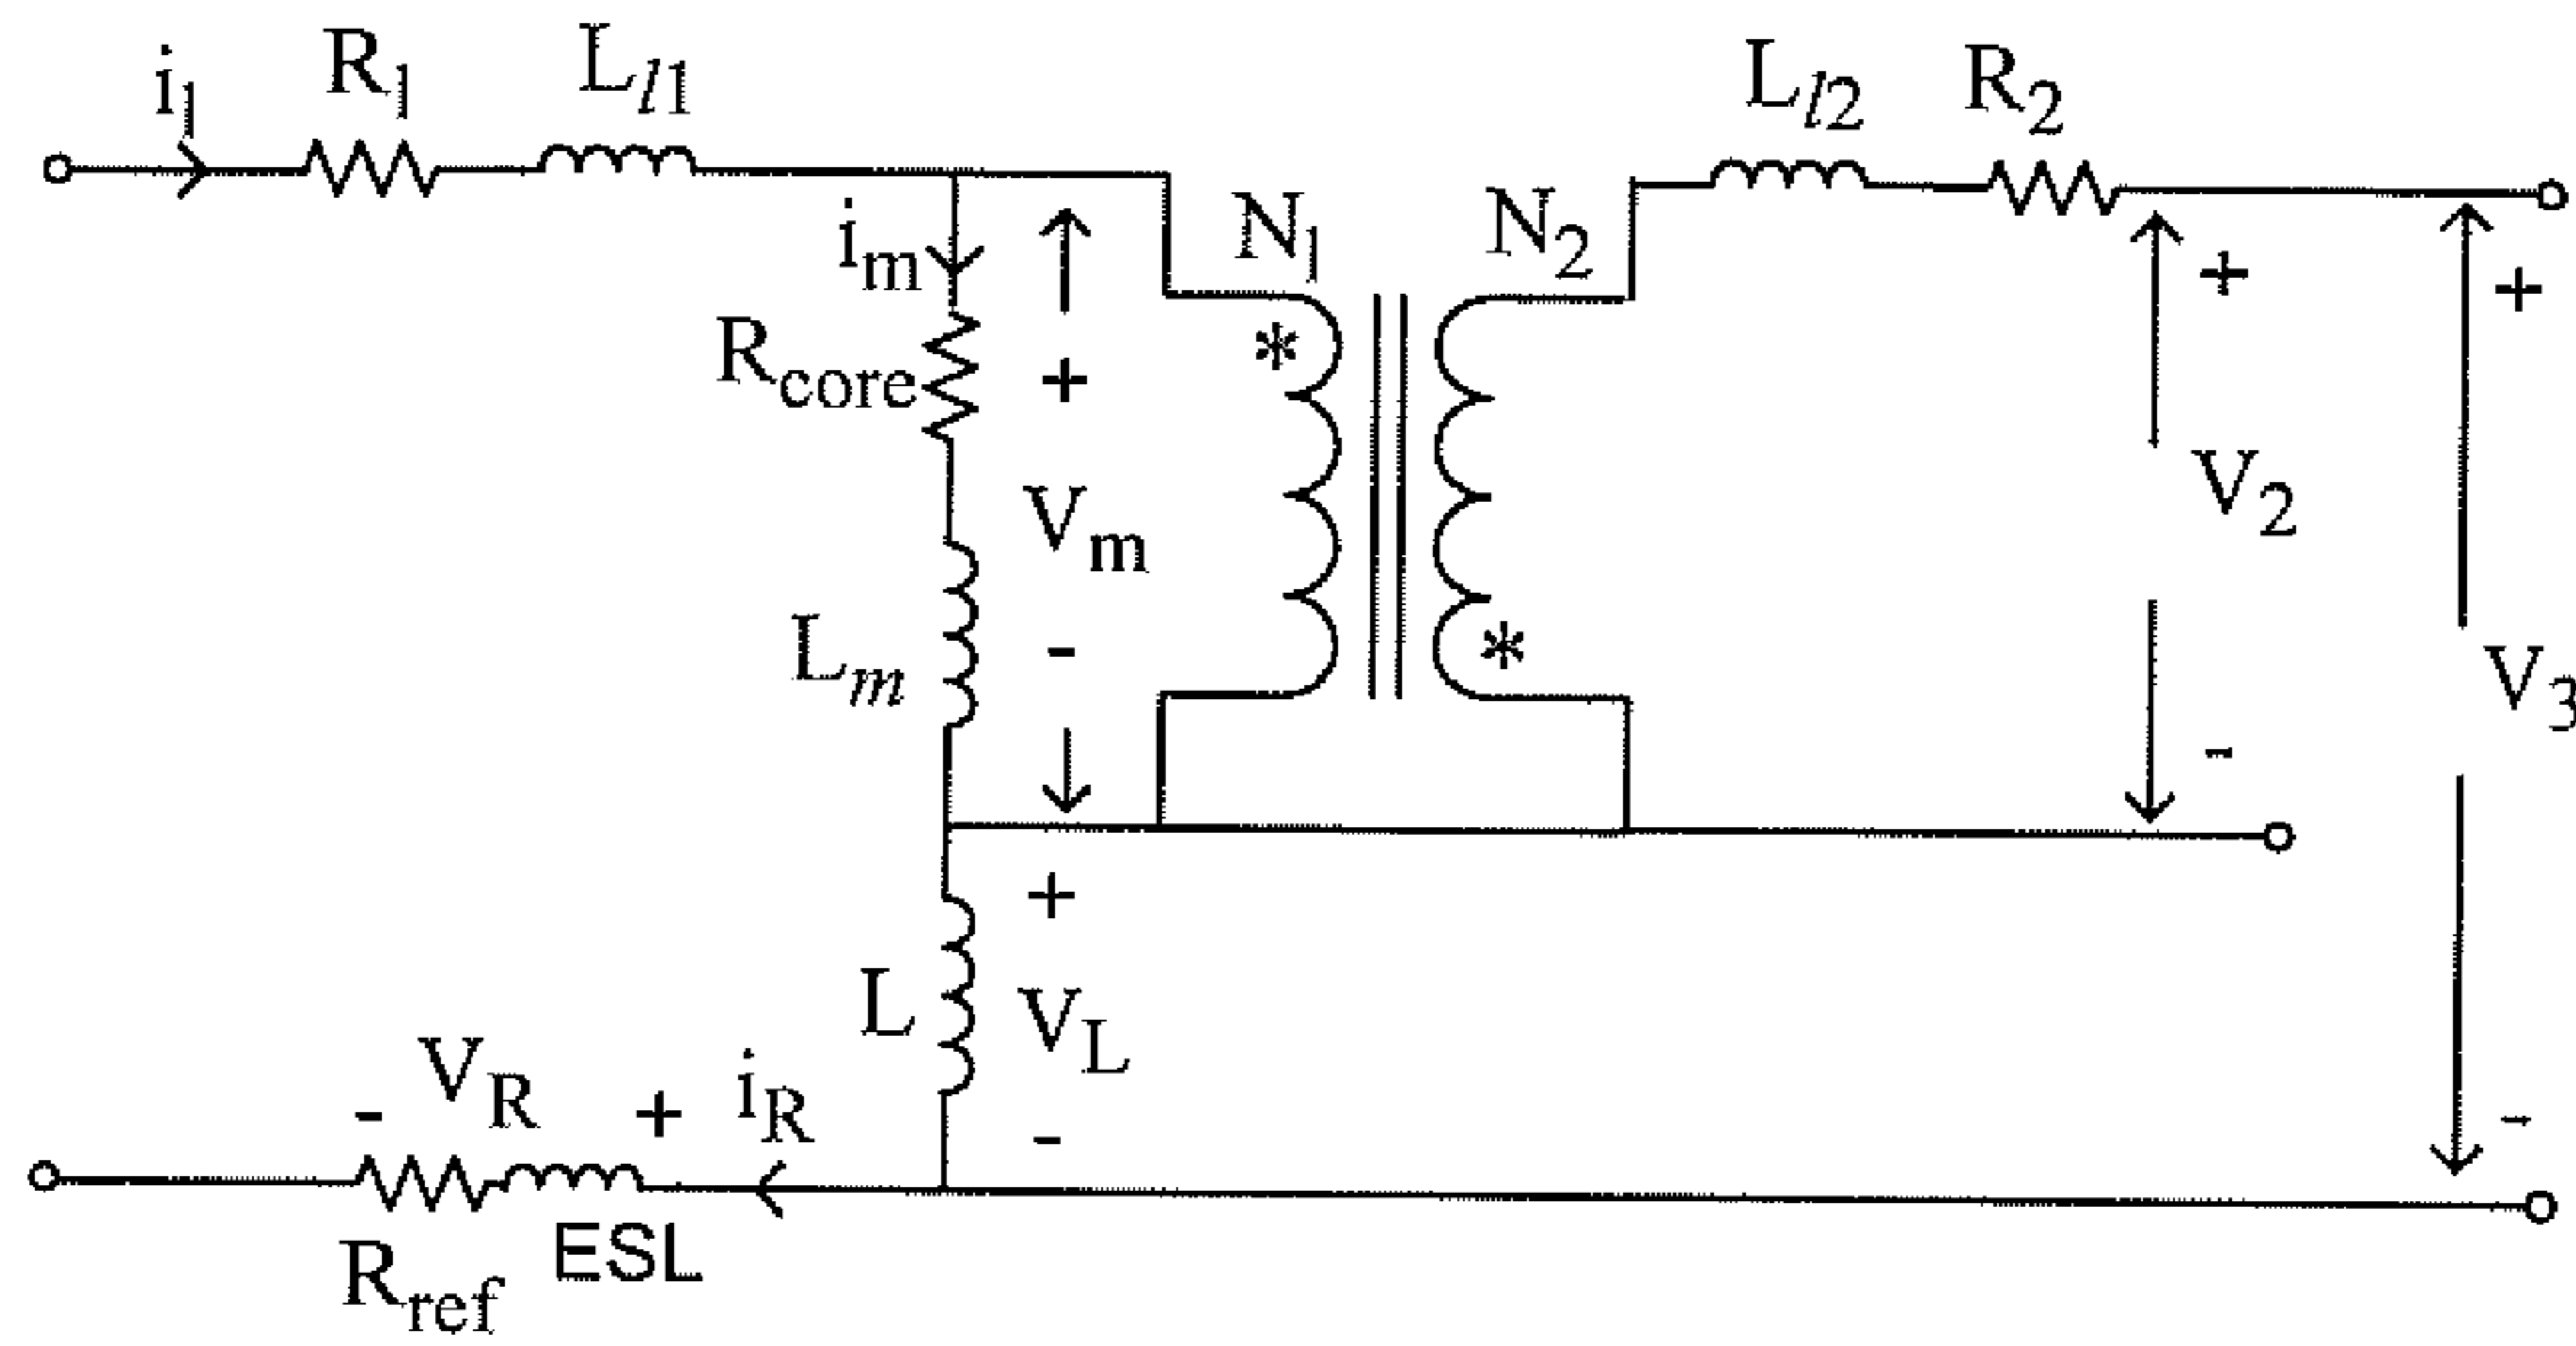 i1 R1 Ll1 Ll2 R2
im + N1 N2 + +
Rcore * Vm V2
Lm - * V3
-
+
L VL
- VR + iR - -
Rref ESL